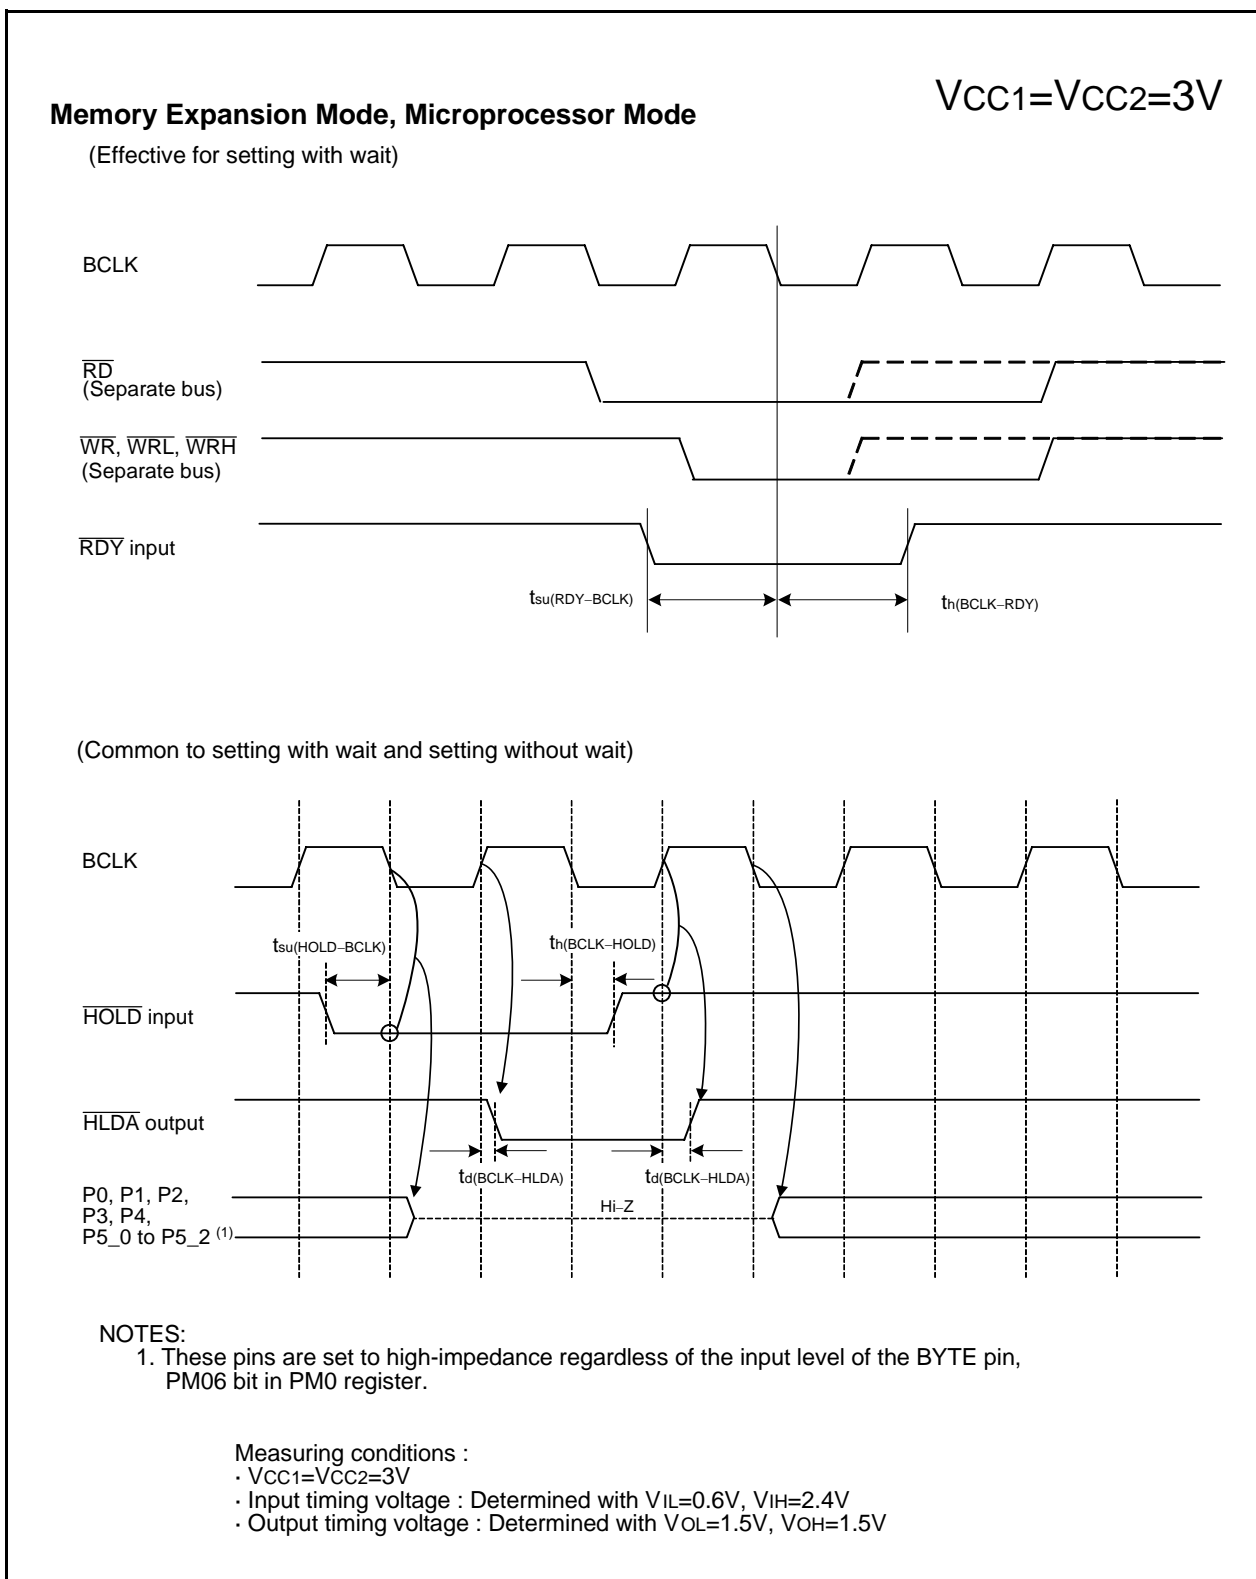 VCC1=VCC2=3V
Memory Expansion Mode, Microprocessor Mode
(Effective for setting with wait)
BCLK
RD
(Separate bus)
WR, WRL, WRH
(Separate bus)
RDY input
tsu(RDY−BCLK)
th(BCLK−RDY)
(Common to setting with wait and setting without wait)
BCLK
tsu(HOLD−BCLK)
th(BCLK−HOLD)
HOLD input
HLDA output
td(BCLK−HLDA)
td(BCLK−HLDA)
P0, P1, P2,
P3, P4,
P5_0 to P5_2 (1)
Hi−Z
NOTES:
1. These pins are set to high-impedance regardless of the input level of the BYTE pin,
PM06 bit in PM0 register.
Measuring conditions :
· VCC1=VCC2=3V
· Input timing voltage : Determined with VIL=0.6V, VIH=2.4V
· Output timing voltage : Determined with VOL=1.5V, VOH=1.5V